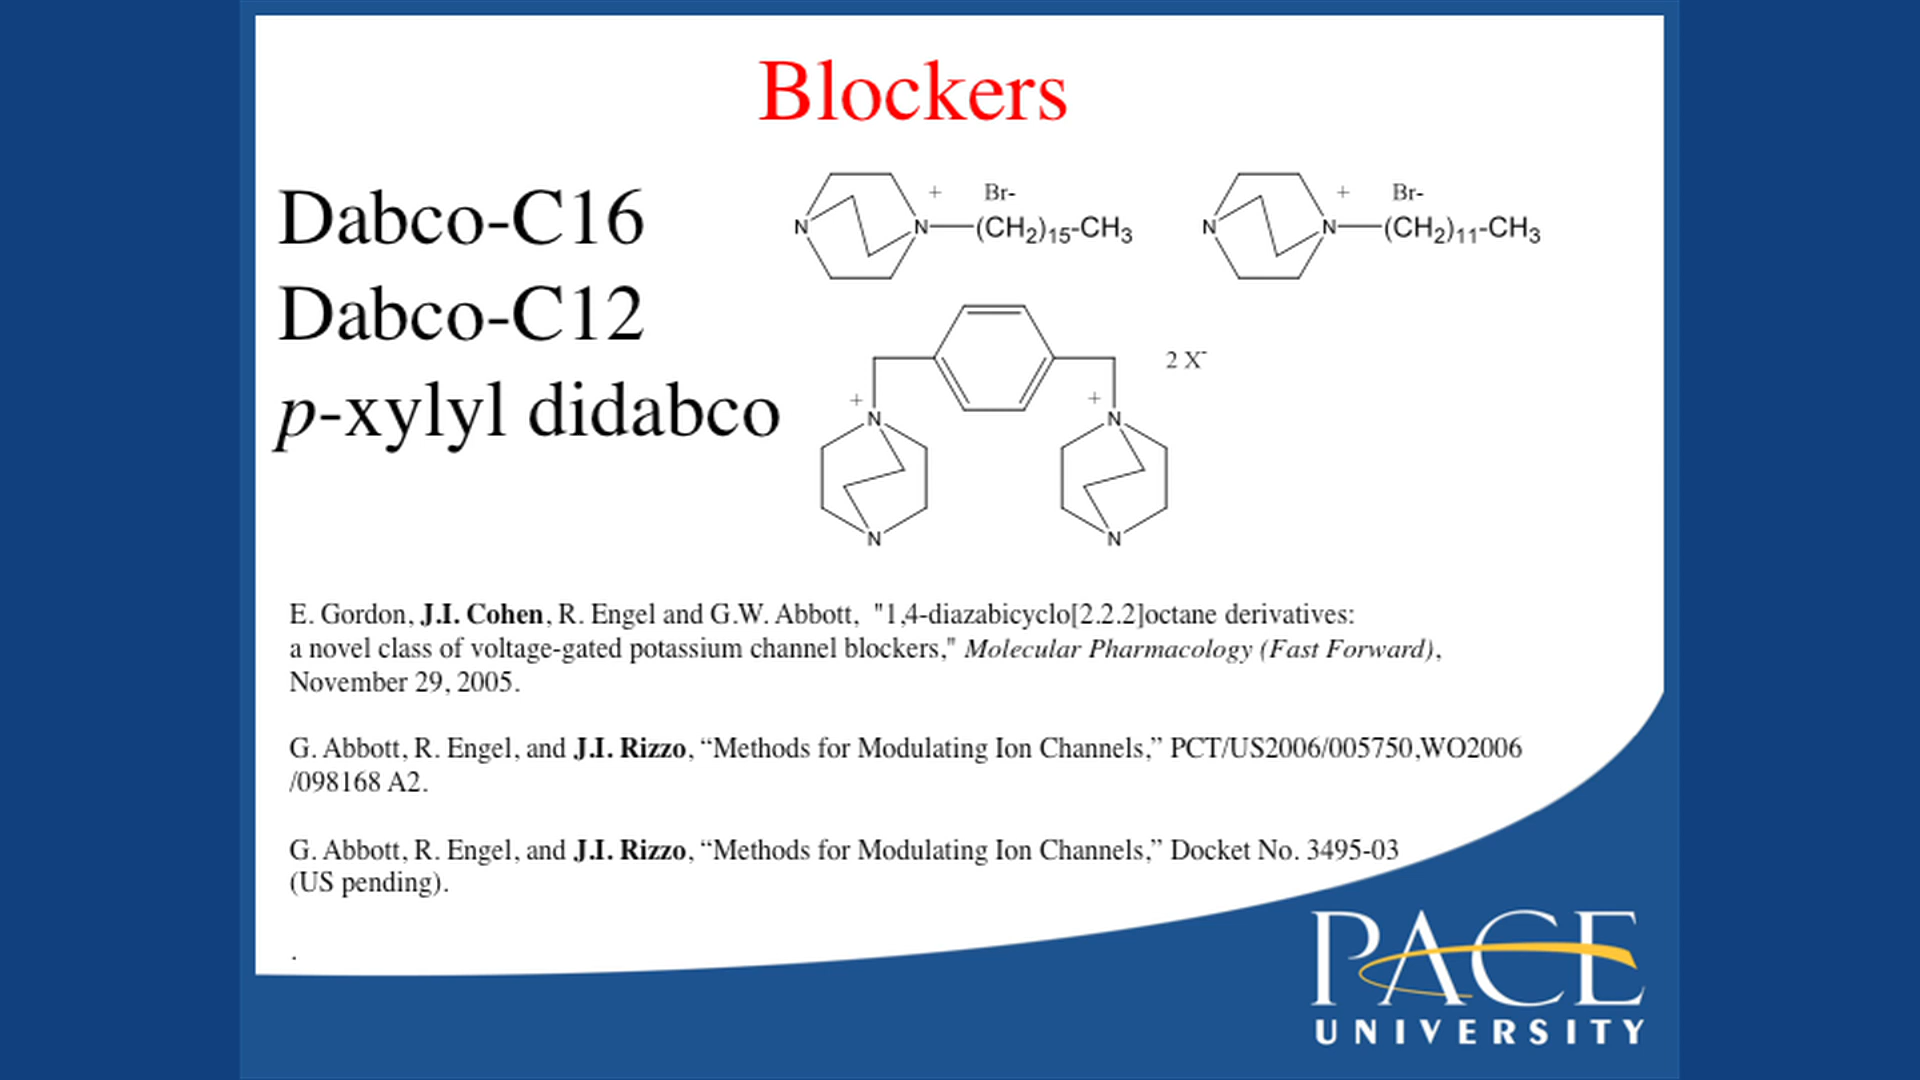 Blockers
Dabco-C16
Dabco-C12
p-xylyl didabco
N + N Br- (CH2)15-CH3
N + N Br- (CH2)11-CH3
2 X-
+ N + N
N N
E. Gordon, J.I. Cohen, R. Engel and G.W. Abbott, "1,4-diazabicyclo[2.2.2]octane derivatives:
a novel class of voltage-gated potassium channel blockers," Molecular Pharmacology (Fast Forward),
November 29, 2005.
G. Abbott, R. Engel, and J.I. Rizzo, “Methods for Modulating Ion Channels,” PCT/US2006/005750,WO2006
/098168 A2.
G. Abbott, R. Engel, and J.I. Rizzo, “Methods for Modulating Ion Channels,” Docket No. 3495-03
(US pending).
.
PACE
UNIVERSITY